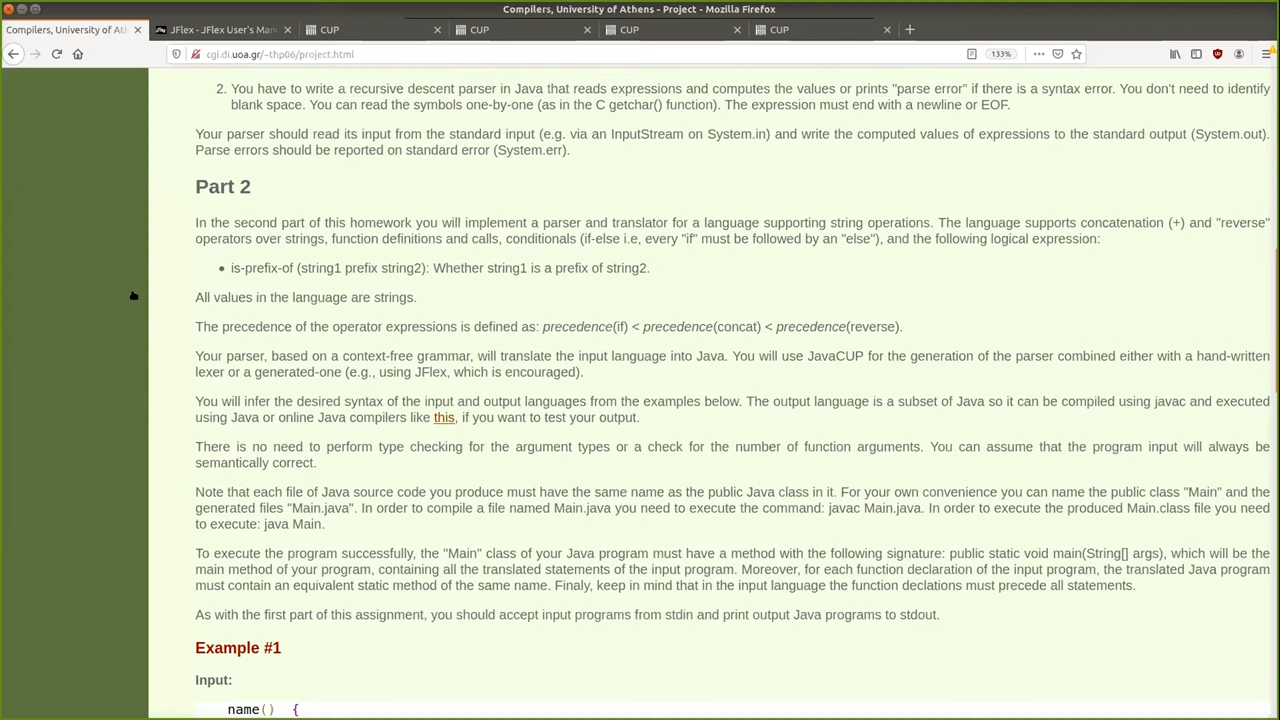 Compilers, University of Athens - Project - Mozilla Firefox
Compilers, University of Ath
JFlex - JFlex User's Man
CUP
CUP
CUP
CUP
cgi.di.uoa.gr/~thp06/project.html
133%
2. You have to write a recursive descent parser in Java that reads expressions and computes the values or prints "parse error" if there is a syntax error. You don't need to identify
blank space. You can read the symbols one-by-one (as in the C getchar() function). The expression must end with a newline or EOF.
Your parser should read its input from the standard input (e.g. via an InputStream on System.in) and write the computed values of expressions to the standard output (System.out).
Parse errors should be reported on standard error (System.err).
Part 2
In the second part of this homework you will implement a parser and translator for a language supporting string operations. The language supports concatenation (+) and "reverse"
operators over strings, function definitions and calls, conditionals (if-else i.e, every "if" must be followed by an "else"), and the following logical expression:
• is-prefix-of (string1 prefix string2): Whether string1 is a prefix of string2.
All values in the language are strings.
The precedence of the operator expressions is defined as: precedence(if) < precedence(concat) < precedence(reverse).
Your parser, based on a context-free grammar, will translate the input language into Java. You will use JavaCUP for the generation of the parser combined either with a hand-written
lexer or a generated-one (e.g., using JFlex, which is encouraged).
You will infer the desired syntax of the input and output languages from the examples below. The output language is a subset of Java so it can be compiled using javac and executed
using Java or online Java compilers like this, if you want to test your output.
There is no need to perform type checking for the argument types or a check for the number of function arguments. You can assume that the program input will always be
semantically correct.
Note that each file of Java source code you produce must have the same name as the public Java class in it. For your own convenience you can name the public class "Main" and the
generated files "Main.java". In order to compile a file named Main.java you need to execute the command: javac Main.java. In order to execute the produced Main.class file you need
to execute: java Main.
To execute the program successfully, the "Main" class of your Java program must have a method with the following signature: public static void main(String[] args), which will be the
main method of your program, containing all the translated statements of the input program. Moreover, for each function declaration of the input program, the translated Java program
must contain an equivalent static method of the same name. Finaly, keep in mind that in the input language the function declations must precede all statements.
As with the first part of this assignment, you should accept input programs from stdin and print output Java programs to stdout.
Example #1
Input:
name() {